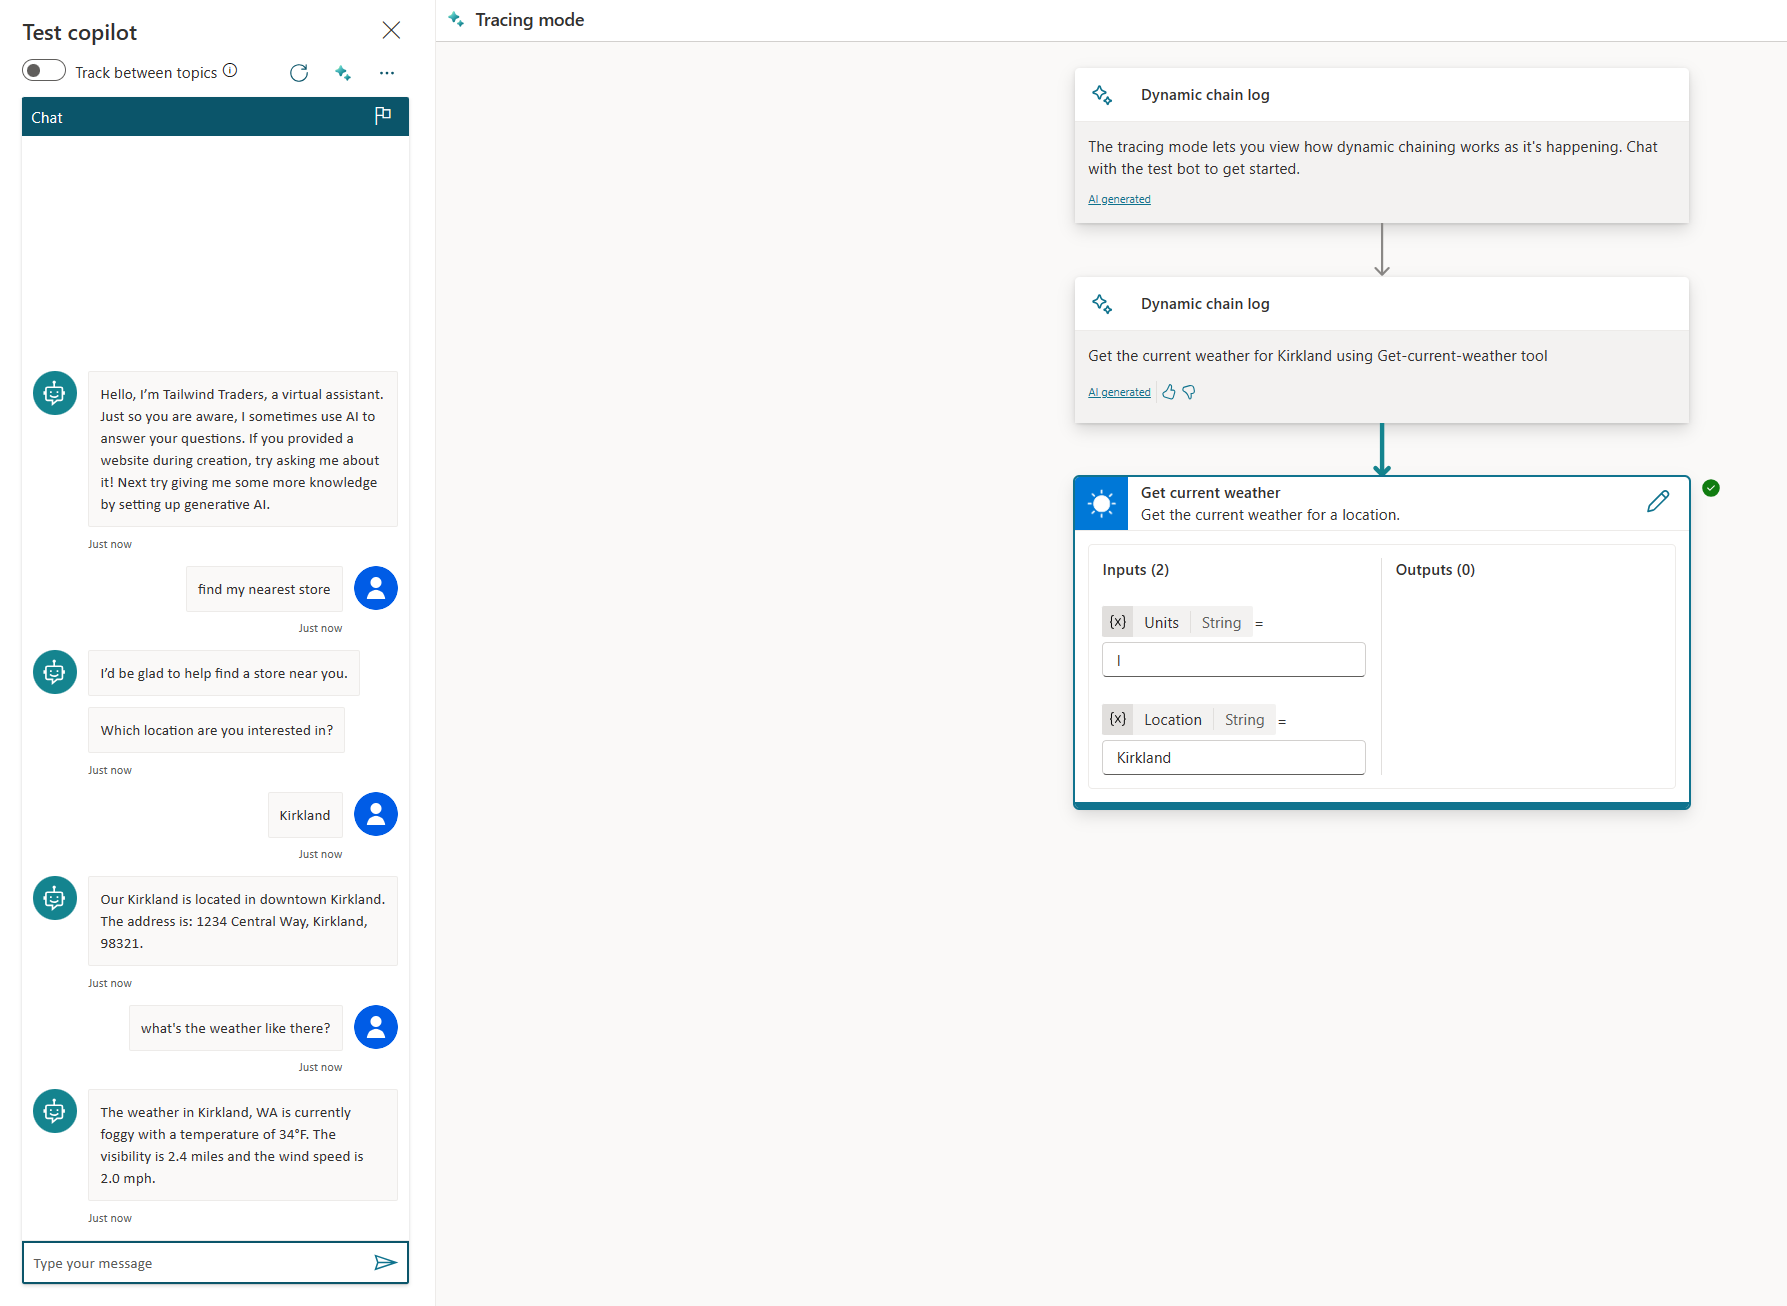 Test copilot
Track between topics
Chat
Hello, I’m Tailwind Traders, a virtual assistant.
Just so you are aware, I sometimes use AI to
answer your questions. If you provided a
website during creation, try asking me about
it! Next try giving me some more knowledge
by setting up generative AI.
Just now
find my nearest store
Just now
I’d be glad to help find a store near you.
Which location are you interested in?
Just now
Kirkland
Just now
Our Kirkland is located in downtown Kirkland.
The address is: 1234 Central Way, Kirkland,
98321.
Just now
what's the weather like there?
Just now
The weather in Kirkland, WA is currently
foggy with a temperature of 34°F. The
visibility is 2.4 miles and the wind speed is
2.0 mph.
Just now
Type your message
Tracing mode
Dynamic chain log
The tracing mode lets you view how dynamic chaining works as it's happening. Chat
with the test bot to get started.
AI generated
Dynamic chain log
Get the current weather for Kirkland using Get-current-weather tool
AI generated
Get current weather
Get the current weather for a location.
Inputs (2)
{x} Units String =
I
{x} Location String =
Kirkland
Outputs (0)